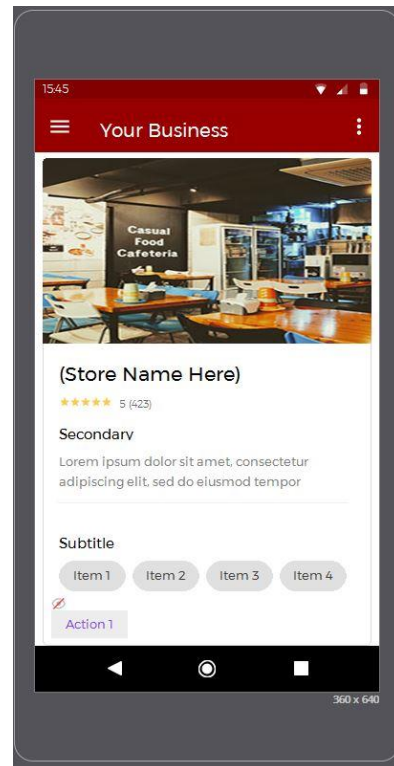 15:45
Your Business
Casual
Food
Cafeteria
(Store Name Here)
5 (423)
Secondary
Lorem ipsum dolor sit amet, consectetur
adipiscing elit, sed do eiusmod tempor
Subtitle
Item 1 Item 2 Item 3 Item 4
Action 1
360 x 640